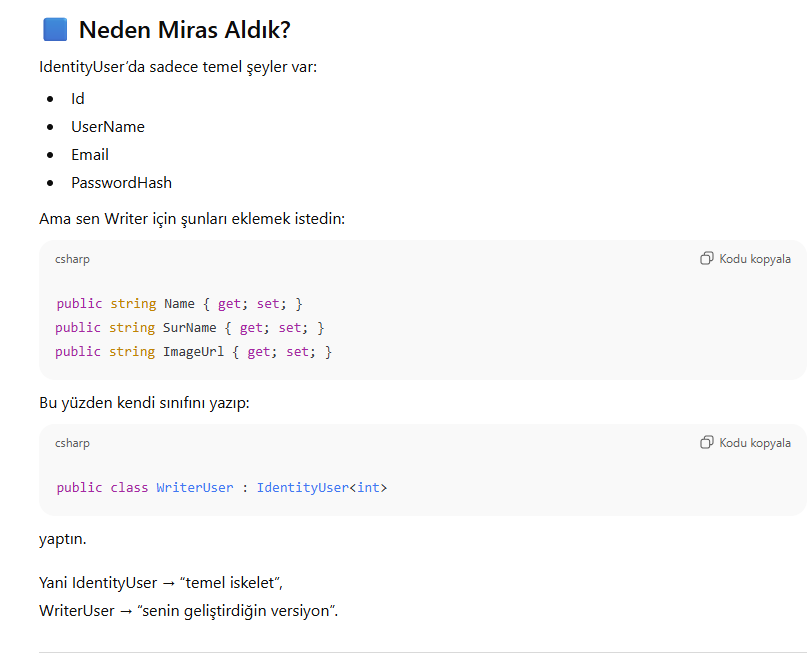 Neden Miras Aldık?
IdentityUser’da sadece temel şeyler var:
• Id
• UserName
• Email
• PasswordHash
Ama sen Writer için şunları eklemek istedin:
csharp Kodu kopyala
public string Name { get; set; }
public string SurName { get; set; }
public string ImageUrl { get; set; }
Bu yüzden kendi sınıfını yazıp:
csharp Kodu kopyala
public class WriterUser : IdentityUser<int>
yaptın.
Yani IdentityUser → “temel iskelet”,
WriterUser → “senin geliştirdiğin versiyon”.